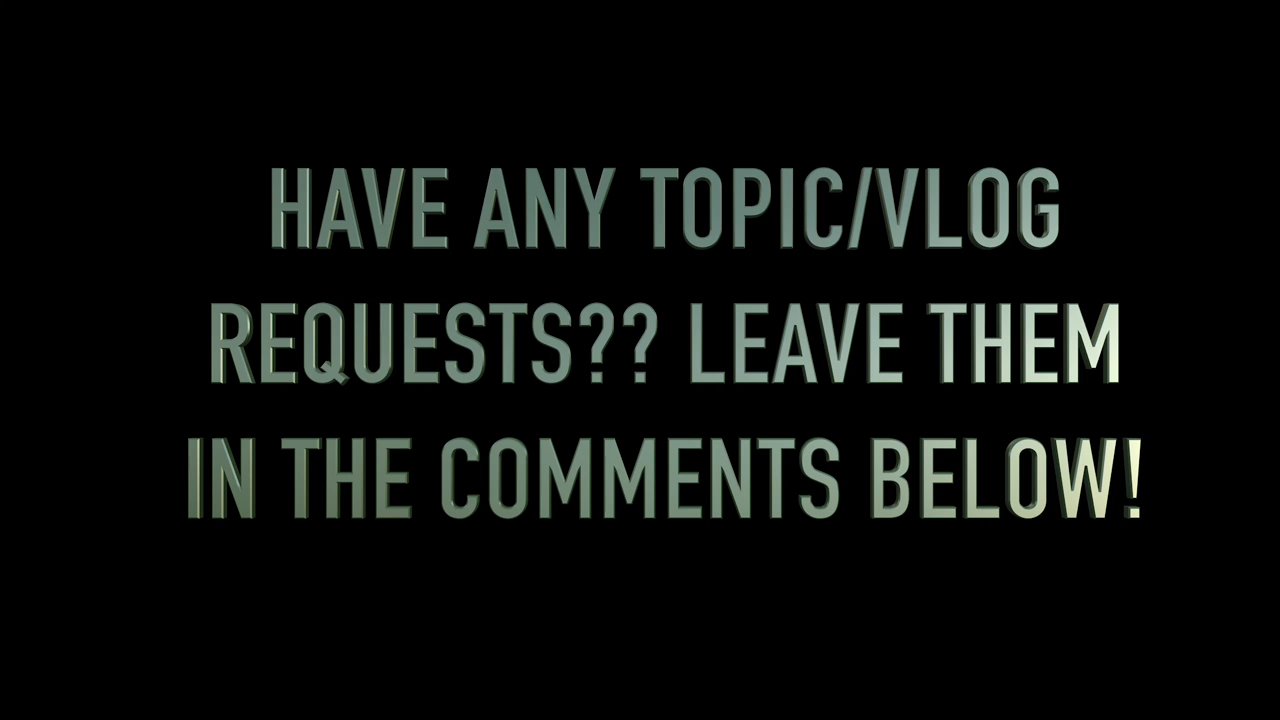 HAVE ANY TOPIC/VLOG
REQUESTS?? LEAVE THEM
IN THE COMMENTS BELOW!